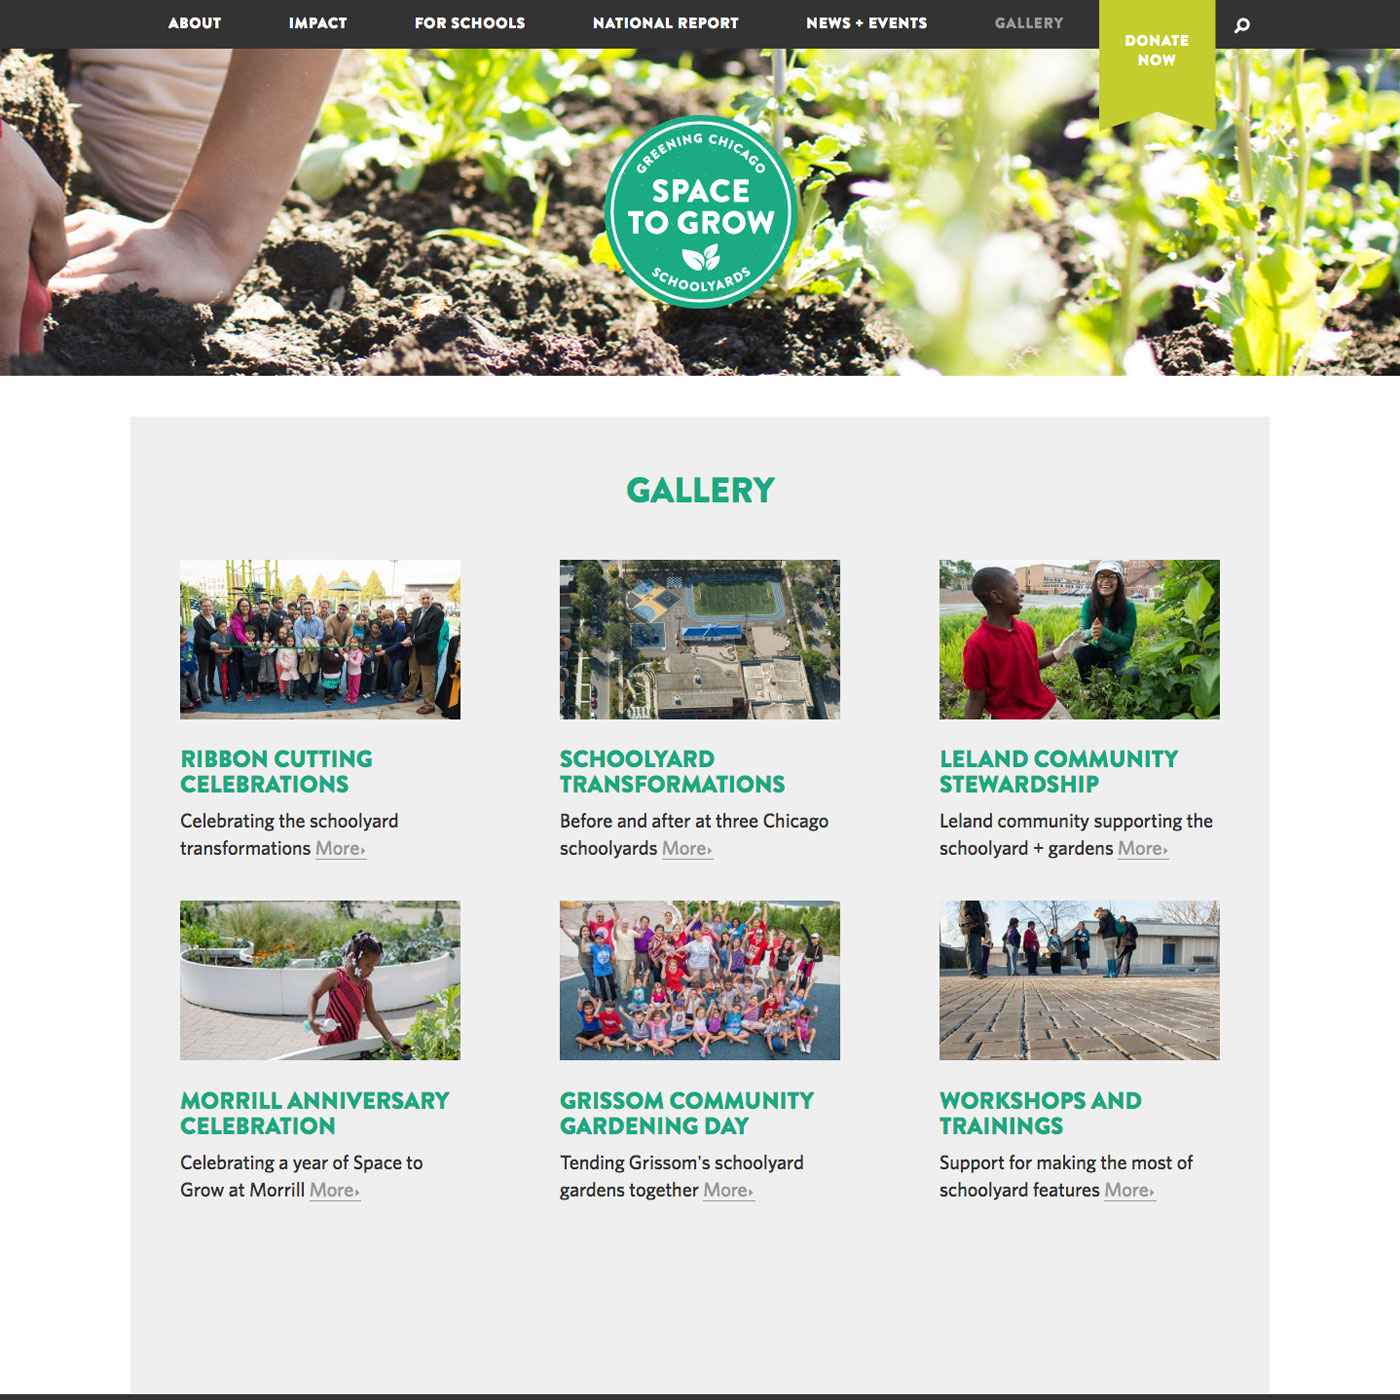 ABOUT
IMPACT
FOR SCHOOLS
NATIONAL REPORT
NEWS + EVENTS
GALLERY
DONATE
NOW
GREENING CHICAGO
SPACE
TO GROW
SCHOOLYARDS
GALLERY
RIBBON CUTTING
CELEBRATIONS
Celebrating the schoolyard
transformations More
SCHOOLYARD
TRANSFORMATIONS
Before and after at three Chicago
schoolyards More
LELAND COMMUNITY
STEWARDSHIP
Leland community supporting the
schoolyard + gardens More
MORRILL ANNIVERSARY
CELEBRATION
Celebrating a year of Space to
Grow at Morrill More
GRISSOM COMMUNITY
GARDENING DAY
Tending Grissom's schoolyard
gardens together More
WORKSHOPS AND
TRAININGS
Support for making the most of
schoolyard features More